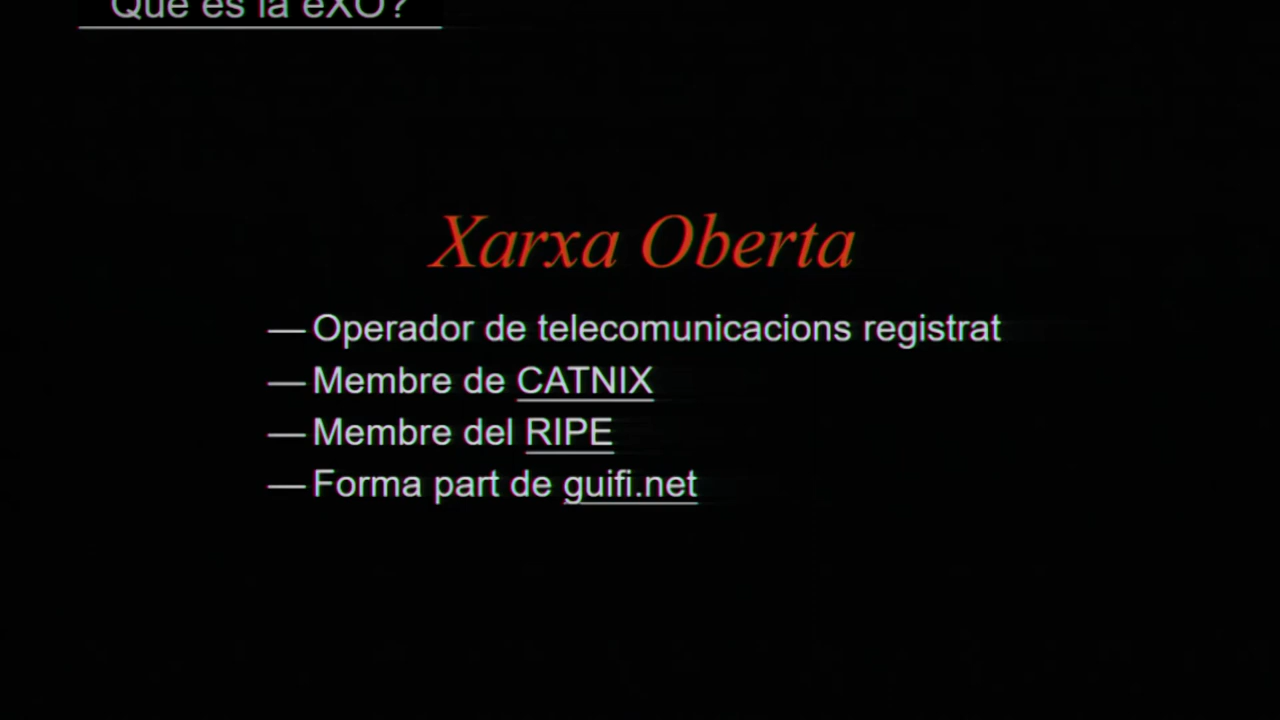 Què és la eXO?
Xarxa Oberta
— Operador de telecomunicacions registrat
— Membre de CATNIX
— Membre del RIPE
— Forma part de guifi.net